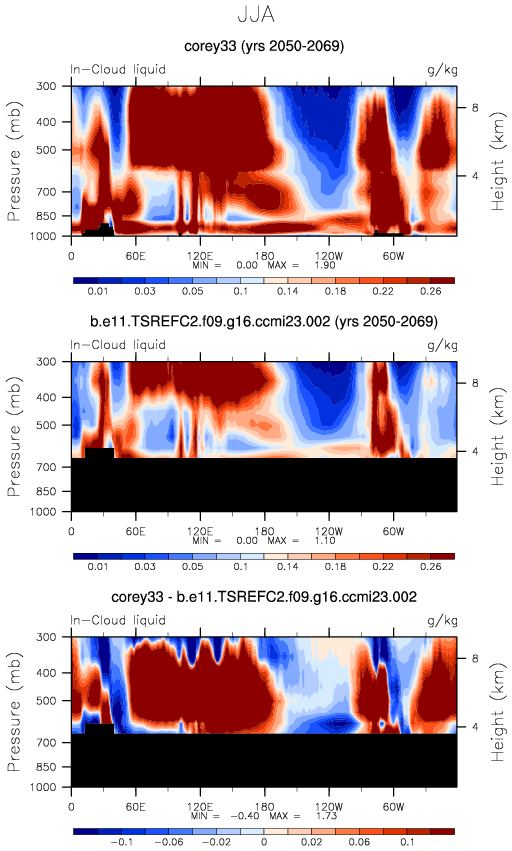 JJA
corey33 (yrs 2050-2069)
In-Cloud liquid g/kg
Pressure (mb)
Height (km)
300
400
500
700
850
1000
8
4
0 60E 120E 180 120W 60W
MIN = 0.00 MAX = 1.90
0.01 0.03 0.05 0.1 0.14 0.18 0.22 0.26
b.e11.TSREFC2.f09.g16.ccmi23.002 (yrs 2050-2069)
In-Cloud liquid g/kg
Pressure (mb)
Height (km)
300
400
500
700
850
1000
8
4
0 60E 120E 180 120W 60W
MIN = 0.00 MAX = 1.10
0.01 0.03 0.05 0.1 0.14 0.18 0.22 0.26
corey33 - b.e11.TSREFC2.f09.g16.ccmi23.002
In-Cloud liquid g/kg
Pressure (mb)
Height (km)
300
400
500
700
850
1000
8
4
0 60E 120E 180 120W 60W
MIN = -0.40 MAX = 1.73
-0.1 -0.06 -0.02 0 0.02 0.06 0.1